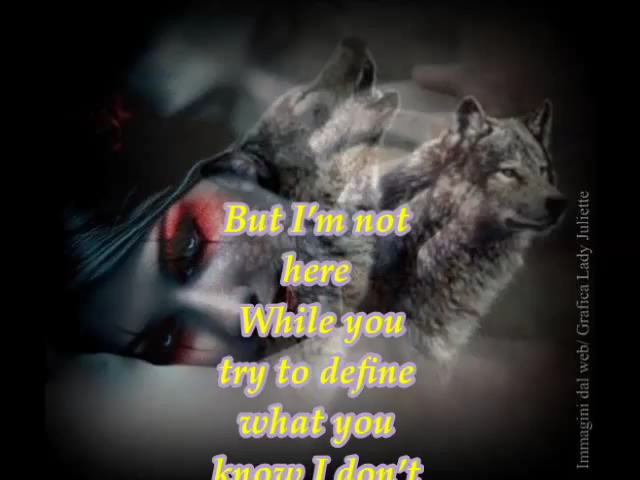 But I'm not
here
While you
try to define
what you
know I don't
Immagini dal web/ Grafica Lady Juliette